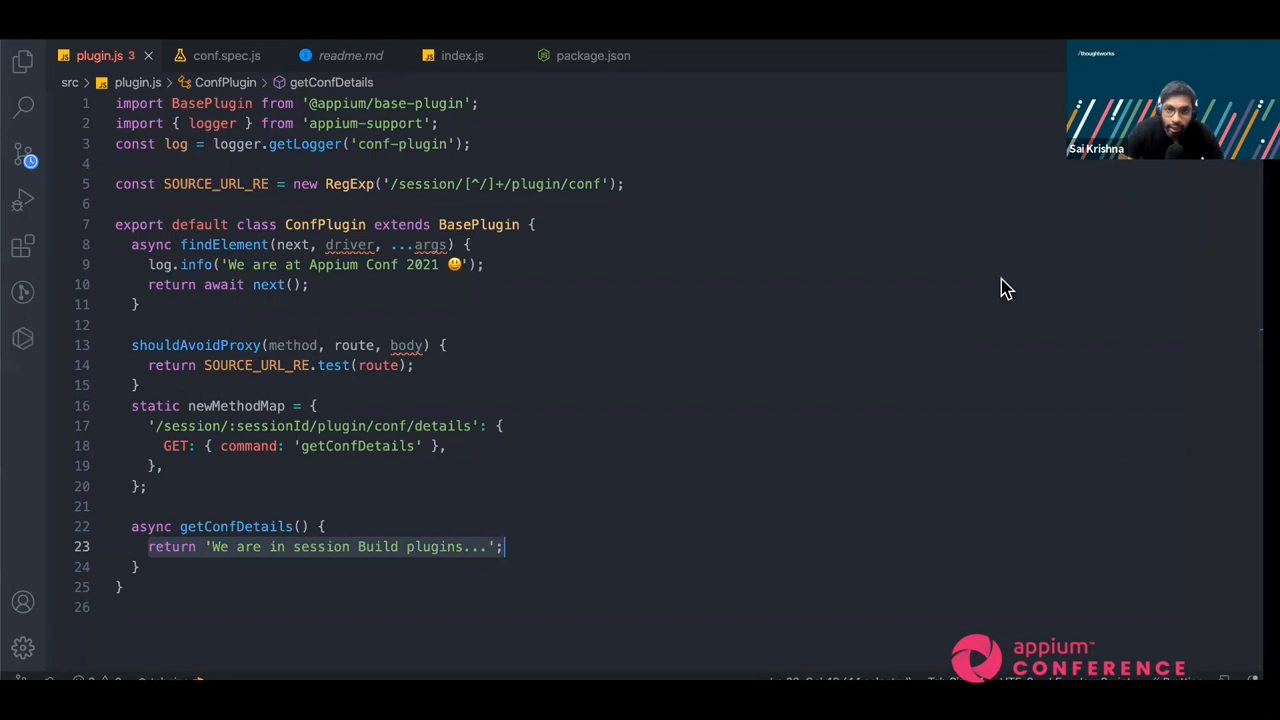 plugin.js 3
conf.spec.js
readme.md
index.js
package.json
src > plugin.js > ConfPlugin > getConfDetails
/thoughtworks
Sai Krishna
1 import BasePlugin from '@appium/base-plugin';
2 import { logger } from 'appium-support';
3 const log = logger.getLogger('conf-plugin');
4
5 const SOURCE_URL_RE = new RegExp('/session/[^/]+/plugin/conf');
6
7 export default class ConfPlugin extends BasePlugin {
8 async findElement(next, driver, ...args) {
9 log.info('We are at Appium Conf 2021 😃');
10 return await next();
11 }
12
13 shouldAvoidProxy(method, route, body) {
14 return SOURCE_URL_RE.test(route);
15 }
16 static newMethodMap = {
17 '/session/:sessionId/plugin/conf/details': {
18 GET: { command: 'getConfDetails' },
19 },
20 };
21
22 async getConfDetails() {
23 return 'We are in session Build plugins...';
24 }
25 }
26
appium™
CONFERENCE